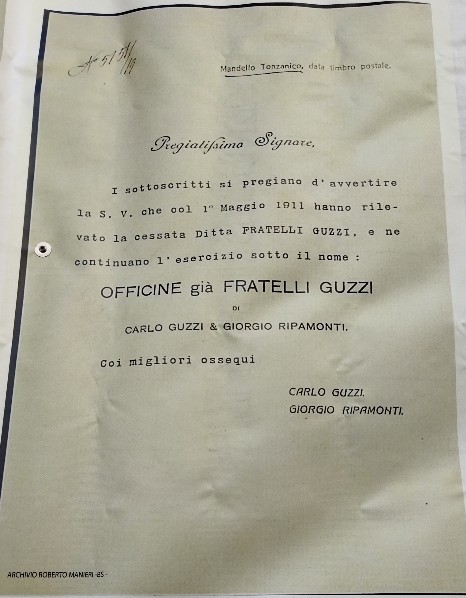 Mandello Tonzanico, data timbro postale.
Pregiatissimo Signore,
I sottoscritti si pregiano d'avvertire
la S. V. che col 1° Maggio 1911 hanno rile-
vato la cessata Ditta FRATELLI GUZZI, e ne
continuano l'esercizio sotto il nome :
OFFICINE già FRATELLI GUZZI
DI
CARLO GUZZI & GIORGIO RIPAMONTI.
Coi migliori ossequi
CARLO GUZZI.
GIORGIO RIPAMONTI.
ARCHIVIO ROBERTO MANIERI -BS-